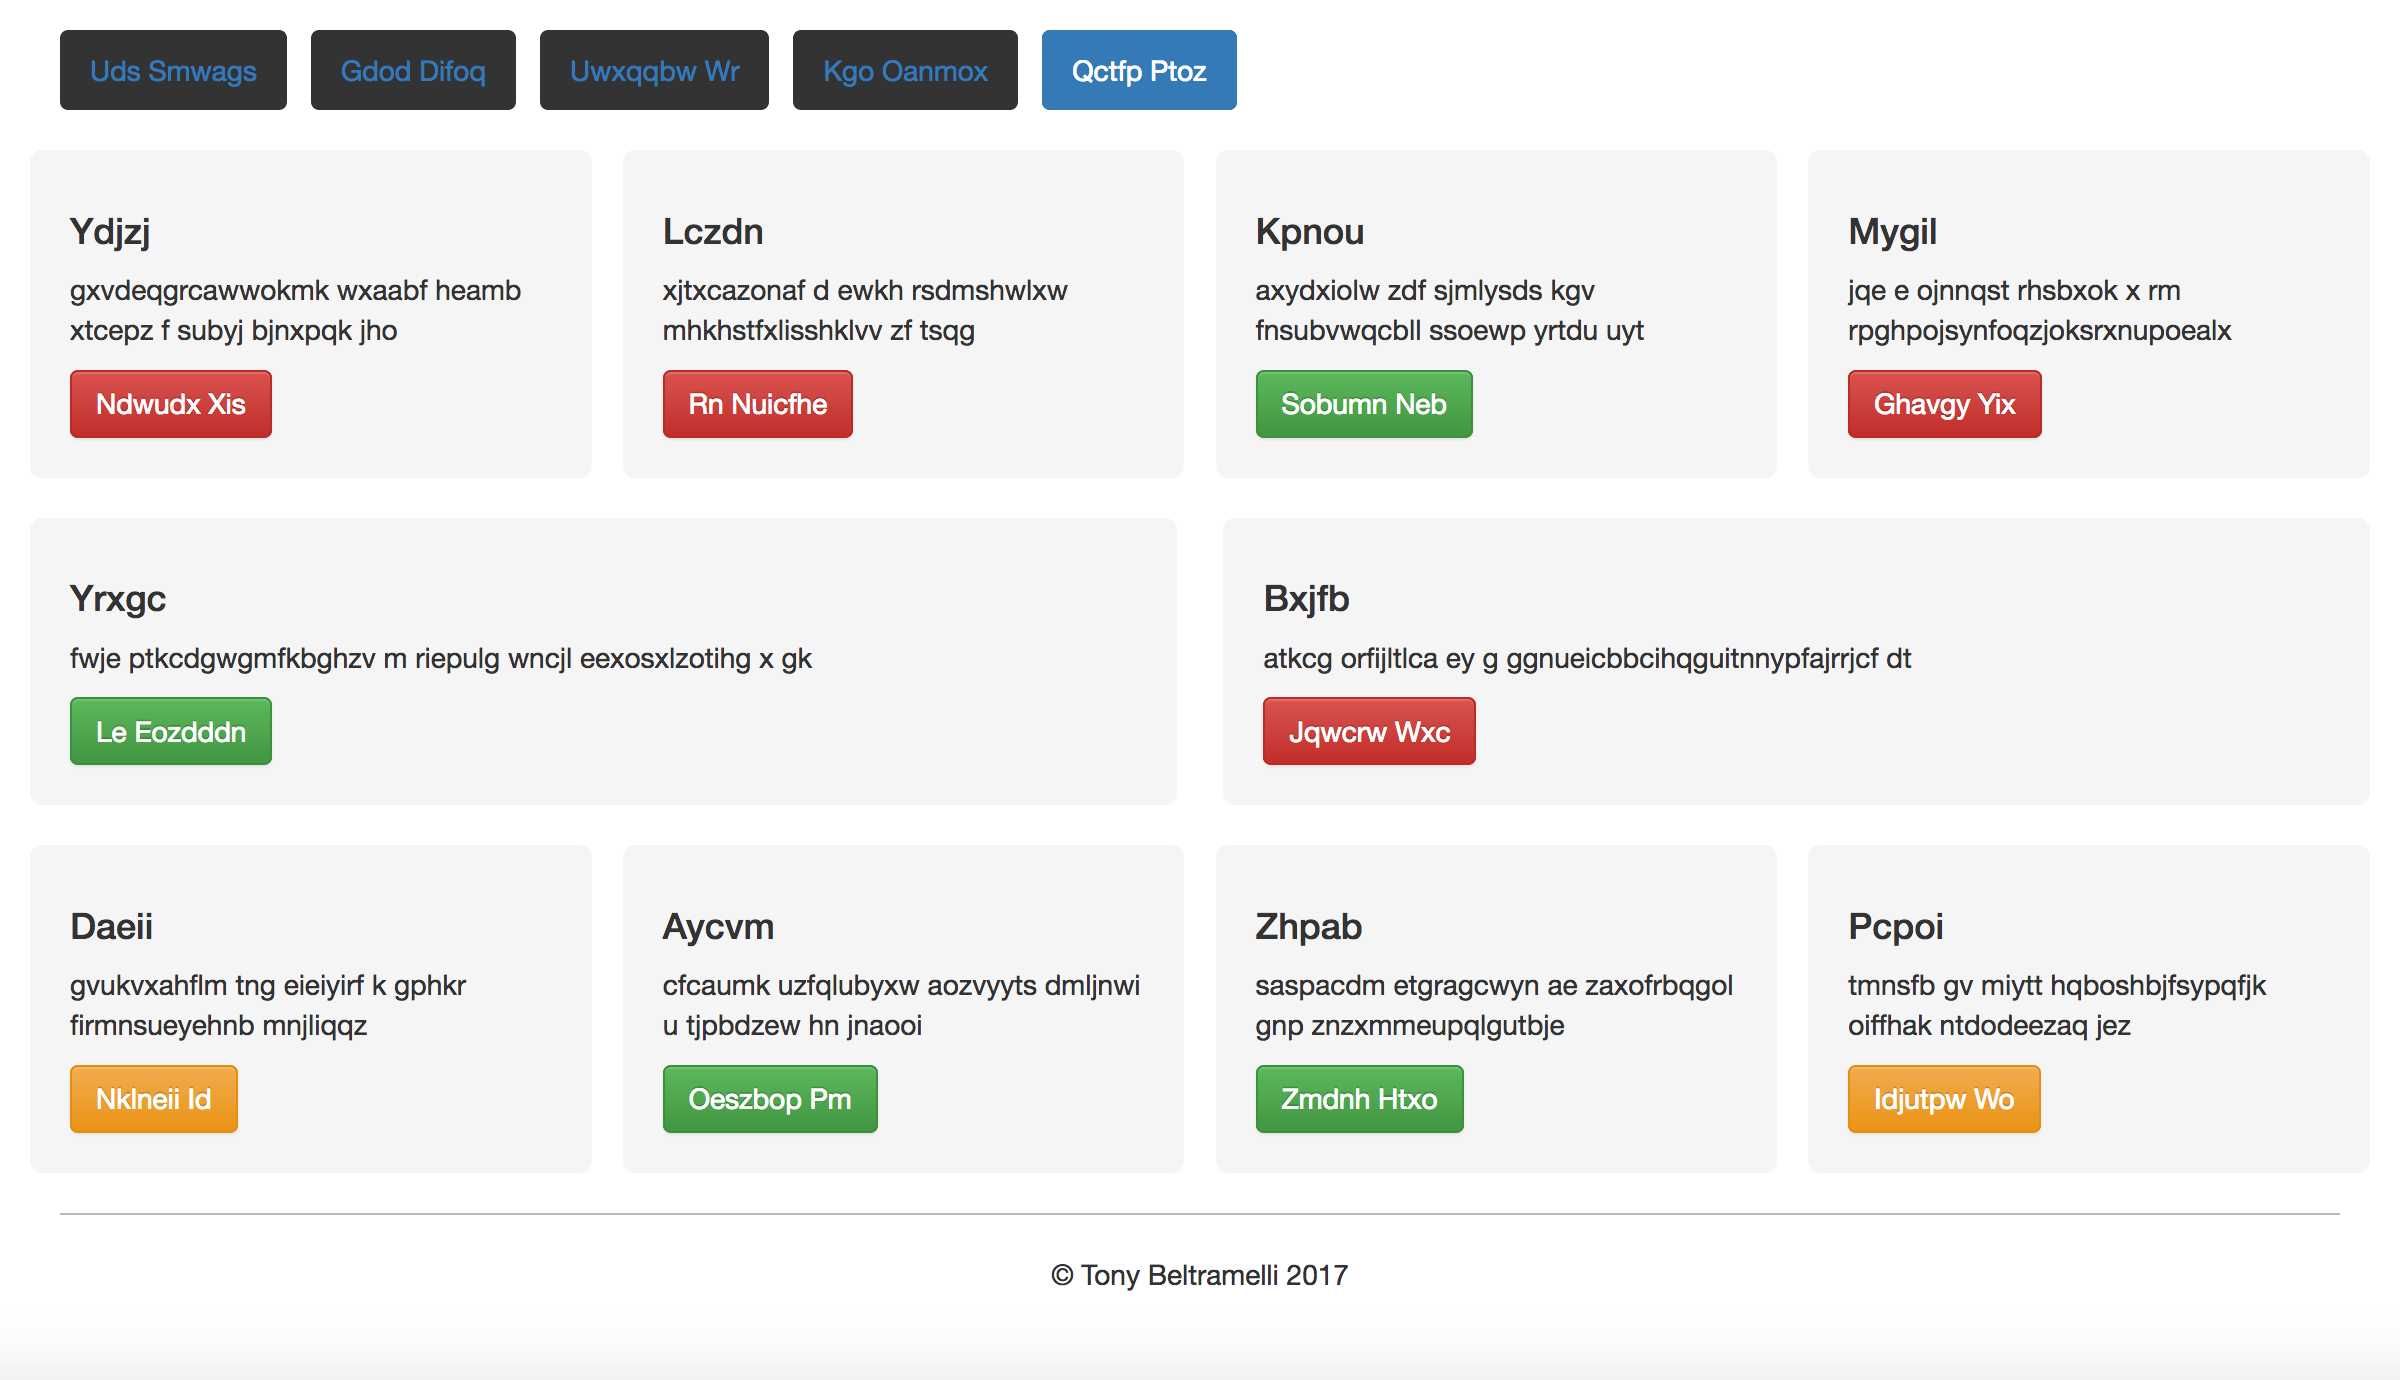 Uds Smwags
Gdod Difoq
Uwxqqbw Wr
Kgo Oanmox
Qctfp Ptoz
Ydjzj
gxvdeqgrcawwokmk wxaabf heamb
xtcepz f subyj bjnxpqk jho
Ndwudx Xis
Lczdn
xjtxcazonaf d ewkh rsdmshwlxw
mhkhstfxlisshklvv zf tsqg
Rn Nuicfhe
Kpnou
axydxiolw zdf sjmlysds kgv
fnsubvwqcbll ssoewp yrtdu uyt
Sobumn Neb
Mygil
jqe e ojnnqst rhsbxok x rm
rpghpojsynfoqzjoksrxnupoealx
Ghavgy Yix
Yrxgc
fwje ptkcdgwgmfkbghzv m riepulg wncjl eexosxlzotihg x gk
Le Eozdddn
Bxjfb
atkcg orfijltlca ey g ggnueicbbcihqguitnnypfajrrjcf dt
Jqwcrw Wxc
Daeii
gvukvxahflm tng eieiyirf k gphkr
firmnsueyehnb mnjliqqz
Nklneii Id
Aycvm
cfcaumk uzfqlubyxw aozvyyts dmljnwi
u tjpbdzew hn jnaooi
Oeszbop Pm
Zhpab
saspacdm etgragcwyn ae zaxofrbqgol
gnp znzxmmeupqlgutbje
Zmdnh Htxo
Pcpoi
tmnsfb gv miytt hqboshbjfsypqfjk
oiffhak ntdodeezaq jez
Idjutpw Wo
© Tony Beltramelli 2017